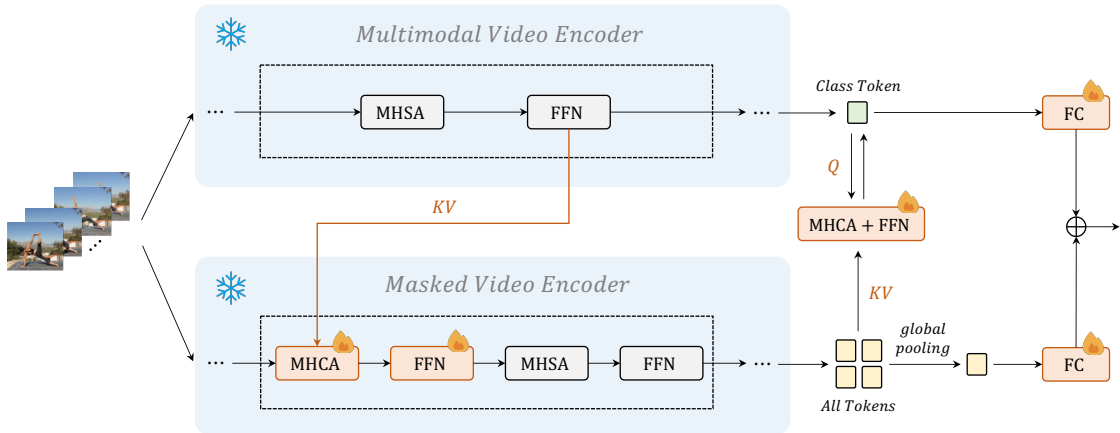 Multimodal Video Encoder
... MHSA FFN ...
Class Token
FC
Q
KV
MHCA + FFN
Masked Video Encoder
KV
... MHCA FFN MHSA FFN ...
global
pooling
FC
All Tokens